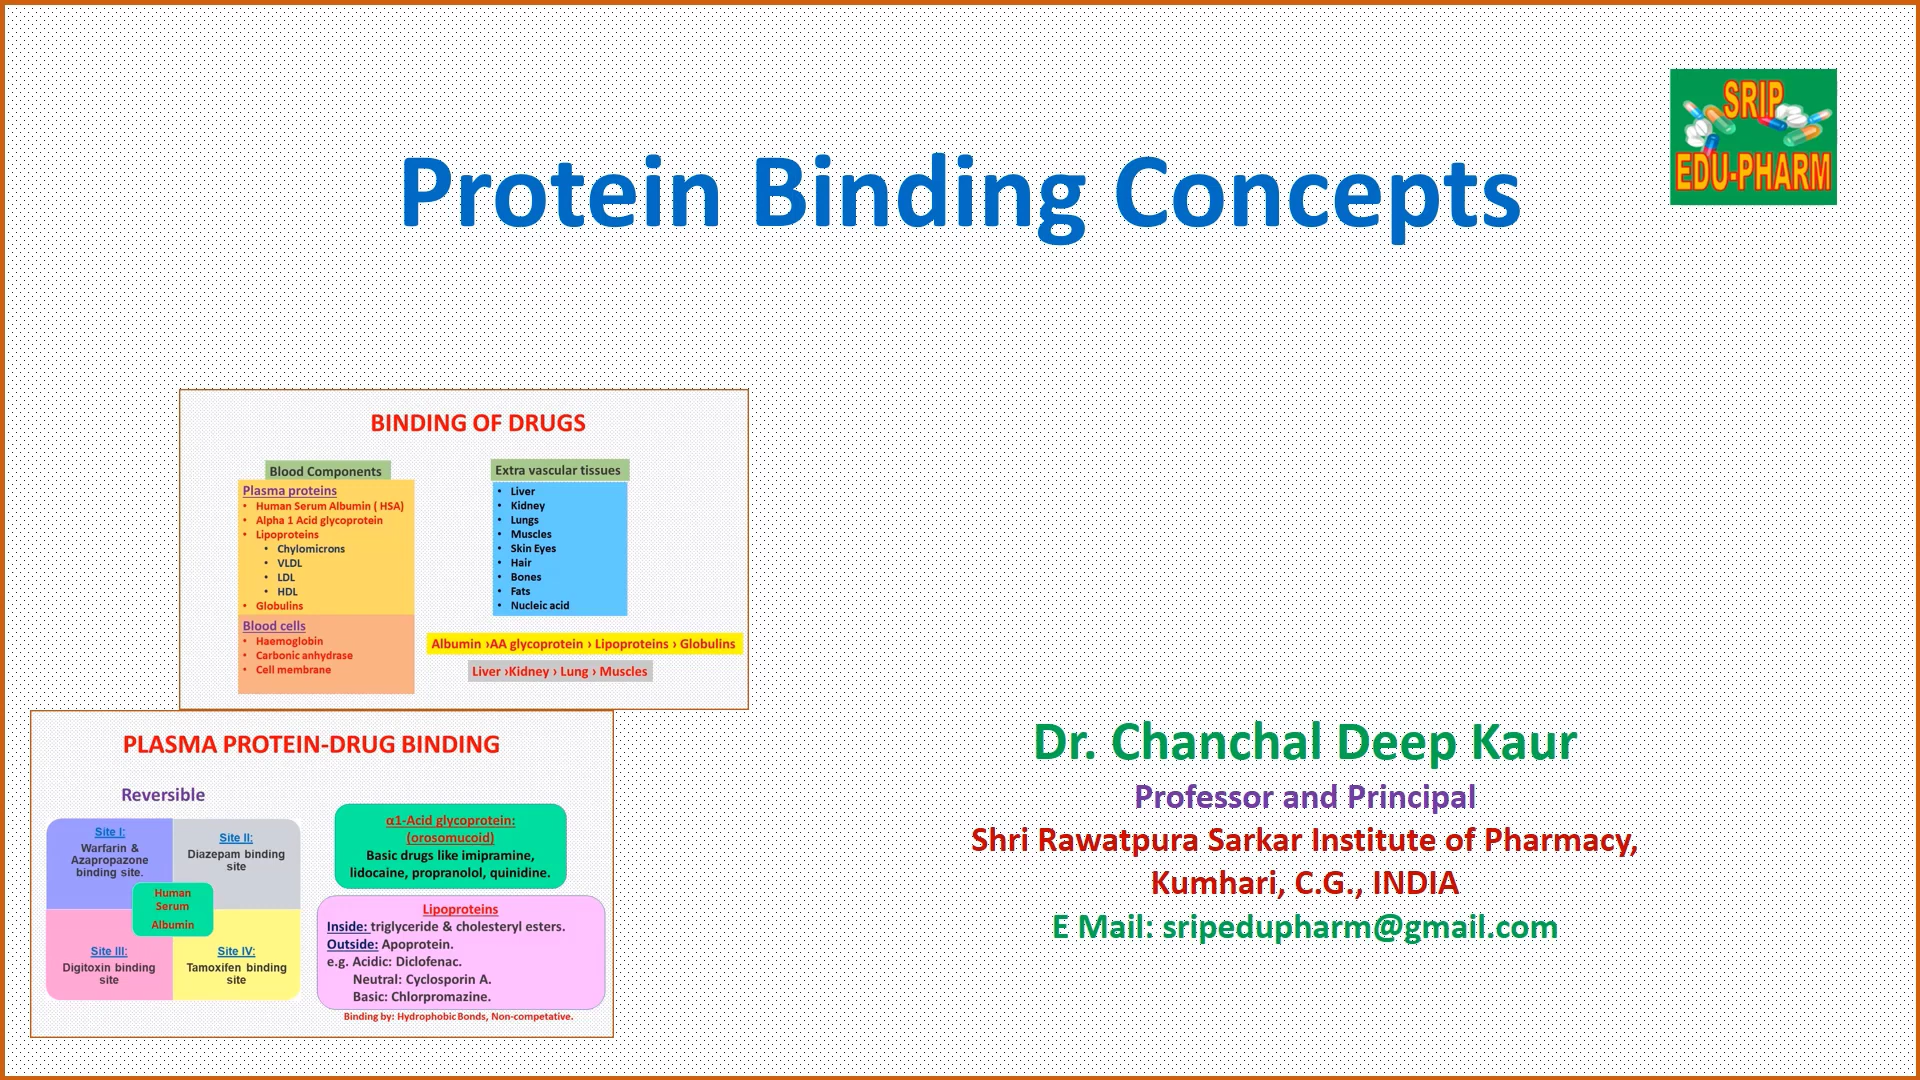 SRIP
EDU-PHARM
Protein Binding Concepts
BINDING OF DRUGS
Blood Components
Plasma proteins
• Human Serum Albumin ( HSA)
• Alpha 1 Acid glycoprotein
• Lipoproteins
• Chylomicrons
• VLDL
• LDL
• HDL
• Globulins
Blood cells
• Haemoglobin
• Carbonic anhydrase
• Cell membrane
Extra vascular tissues
• Liver
• Kidney
• Lungs
• Muscles
• Skin Eyes
• Hair
• Bones
• Fats
• Nucleic acid
Albumin ›AA glycoprotein › Lipoproteins › Globulins
Liver ›Kidney › Lung › Muscles
PLASMA PROTEIN-DRUG BINDING
Reversible
Site I:
Warfarin &
Azapropazone
binding site.
Site II:
Diazepam binding
site
Human
Serum
Albumin
Site III:
Digitoxin binding
site
Site IV:
Tamoxifen binding
site
α1-Acid glycoprotein:
(orosomucoid)
Basic drugs like imipramine,
lidocaine, propranolol, quinidine.
Lipoproteins
Inside: triglyceride & cholesteryl esters.
Outside: Apoprotein.
e.g. Acidic: Diclofenac.
Neutral: Cyclosporin A.
Basic: Chlorpromazine.
Binding by: Hydrophobic Bonds, Non-competative.
Dr. Chanchal Deep Kaur
Professor and Principal
Shri Rawatpura Sarkar Institute of Pharmacy,
Kumhari, C.G., INDIA
E Mail: sripedupharm@gmail.com